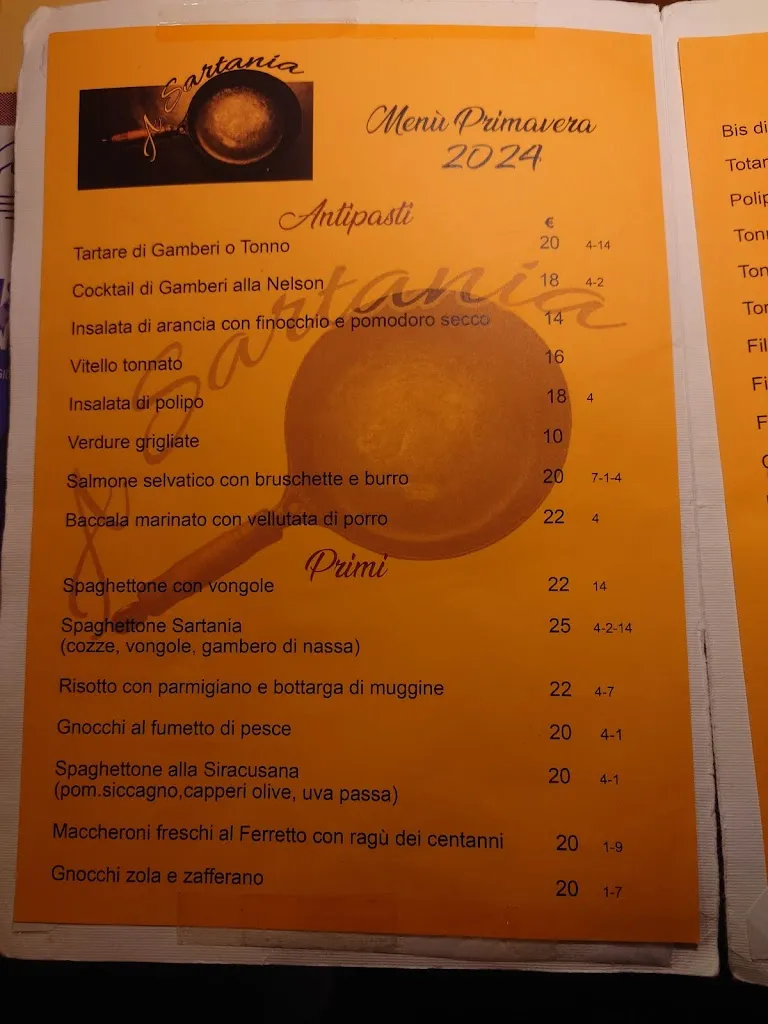 A Sartania
Menù Primavera
2024
Antipasti
€
Tartare di Gamberi o Tonno 20 4-14
Cocktail di Gamberi alla Nelson 18 4-2
Insalata di arancia con finocchio e pomodoro secco 14
Vitello tonnato 16
Insalata di polipo 18 4
Verdure grigliate 10
Salmone selvatico con bruschette e burro 20 7-1-4
Baccala marinato con vellutata di porro 22 4
Primi
Spaghettone con vongole 22 14
Spaghettone Sartania 25 4-2-14
(cozze, vongole, gambero di nassa)
Risotto con parmigiano e bottarga di muggine 22 4-7
Gnocchi al fumetto di pesce 20 4-1
Spaghettone alla Siracusana 20 4-1
(pom.siccagno,capperi olive, uva passa)
Maccheroni freschi al Ferretto con ragù dei centanni 20 1-9
Gnocchi zola e zafferano 20 1-7
A Sartania
Bis di